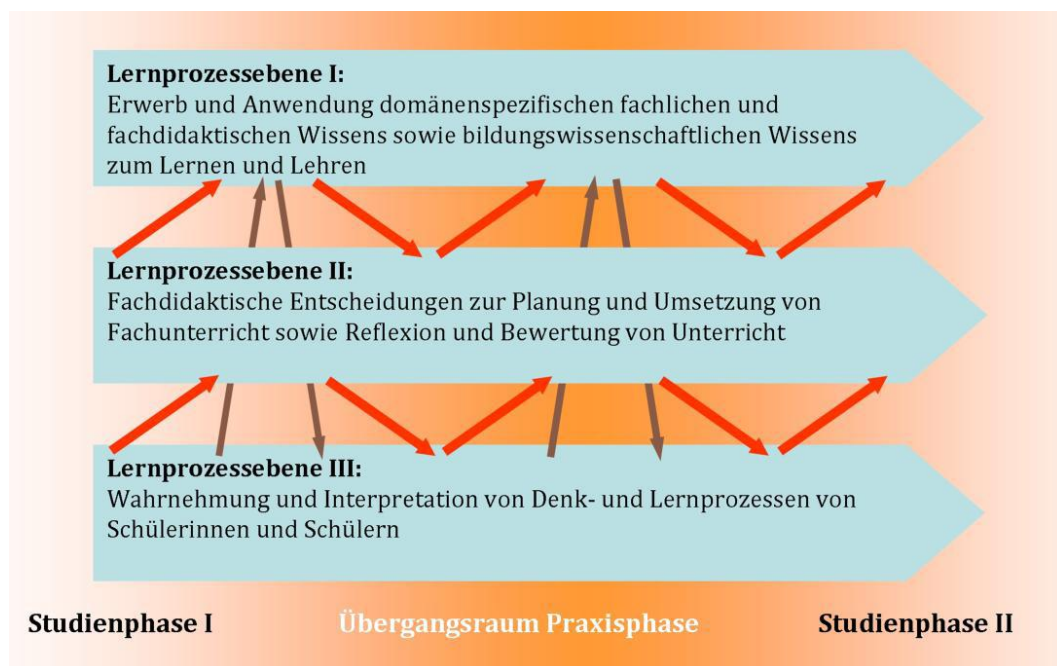 Lernprozessebene I:
Erwerb und Anwendung domänenspezifischen fachlichen und
fachdidaktischen Wissens sowie bildungswissenschaftlichen Wissens
zum Lernen und Lehren
Lernprozessebene II:
Fachdidaktische Entscheidungen zur Planung und Umsetzung von
Fachunterricht sowie Reflexion und Bewertung von Unterricht
Lernprozessebene III:
Wahrnehmung und Interpretation von Denk- und Lernprozessen von
Schülerinnen und Schülern
Studienphase I
Übergangsraum Praxisphase
Studienphase II